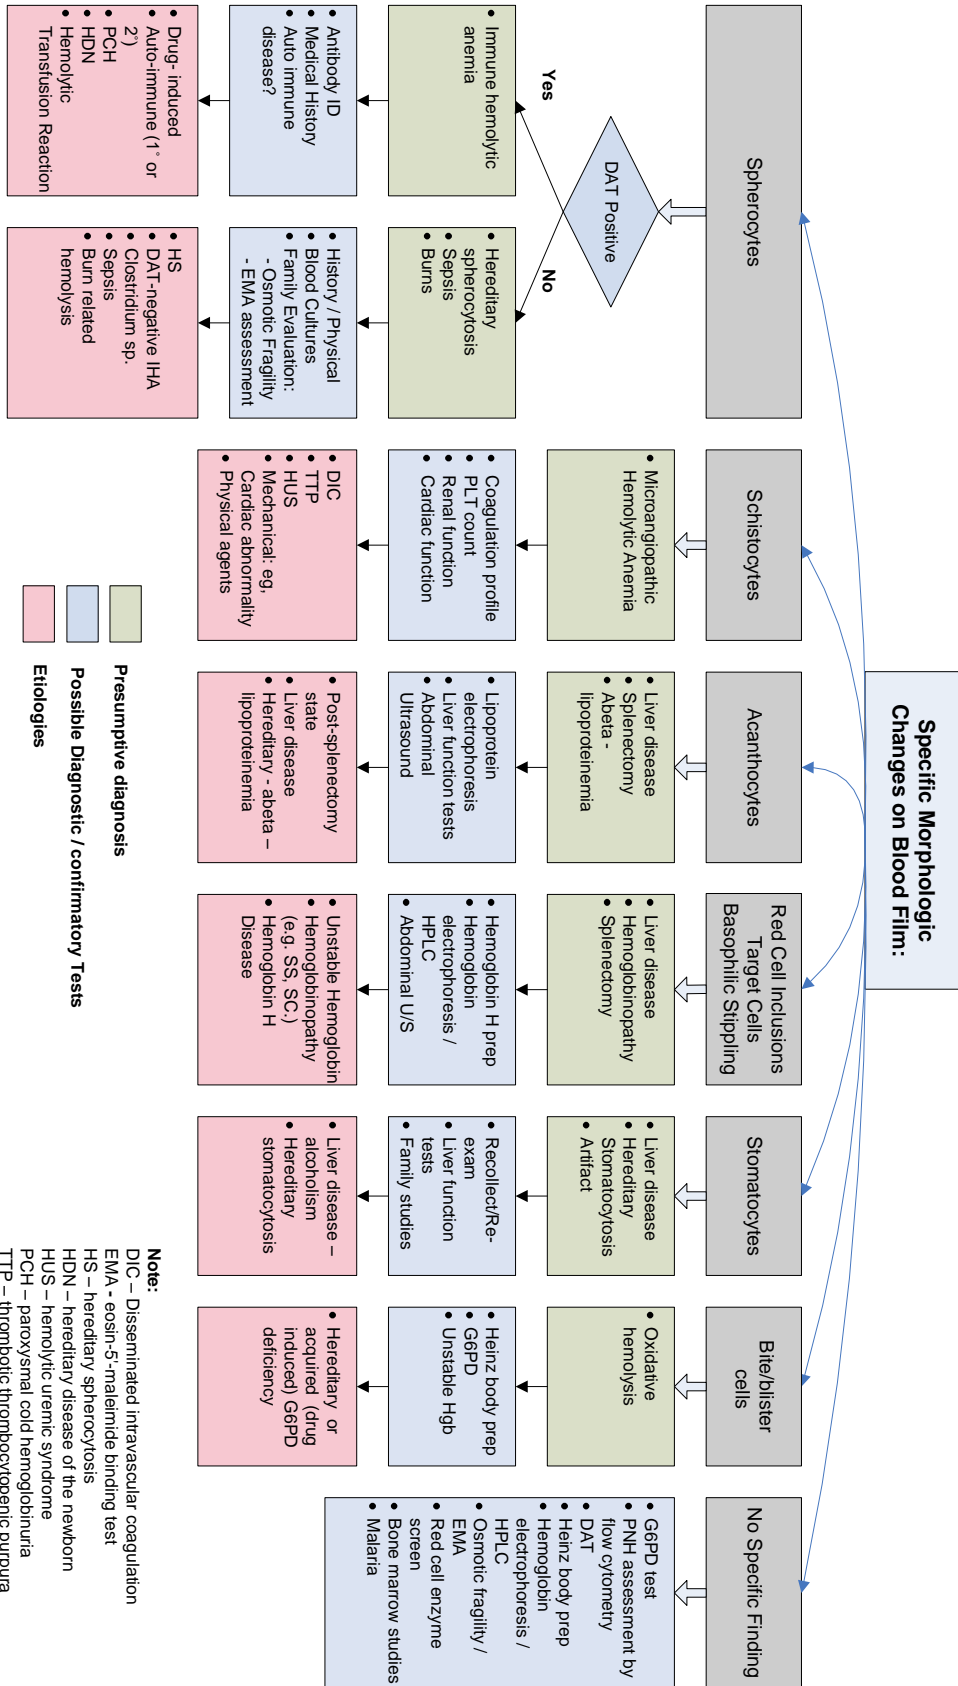 Specific Morphologic
Changes on Blood Film:
Spherocytes
DAT Positive
Yes
No
• Immune hemolytic
anemia
• Antibody ID
• Medical History
• Auto immune
disease?
• Drug- induced
• Auto-immune (1˚ or
2˚)
• PCH
• HDN
• Hemolytic
Transfusion Reaction
• Hereditary
spherocytosis
• Sepsis
• Burns
• History / Physical
• Blood Cultures
• Family Evaluation:
- Osmotic Fragility
- EMA assessment
• HS
• DAT-negative IHA
• Clostridium sp.
• Sepsis
• Burn related
hemolysis
Schistocytes
• Microangiopathic
Hemolytic Anemia
• Coagulation profile
• PLT count
• Renal function
• Cardiac function
• DIC
• TTP
• HUS
• Mechanical: eg,
Cardiac abnormality
• Physical agents
Acanthocytes
• Liver disease
• Splenectomy
• Abeta -
lipoproteinemia
• Lipoprotein
electrophoresis
• Liver function tests
• Abdominal
Ultrasound
• Post-splenectomy
state
• Liver disease
• Hereditary - abeta –
lipoproteinemia
Red Cell Inclusions
Target Cells
Basophilic Stippling
• Liver disease
• Hemoglobinopathy
• Splenectomy
• Hemoglobin H prep
• Hemoglobin
electrophoresis /
HPLC
• Abdominal U/S
• Unstable Hemoglobin
• Hemoglobinopathy
(e.g. SS, SC.)
• Hemoglobin H
Disease
Stomatocytes
• Liver disease
• Hereditary
Stomatocytosis
• Artifact
• Recollect/Re-
exam
• Liver function
tests
• Family studies
• Liver disease –
alcoholism
• Hereditary
stomatocytosis
Bite/blister
cells
• Oxidative
hemolysis
• Heinz body prep
• G6PD
• Unstable Hgb
• Hereditary or
acquired (drug
induced) G6PD
deficiency
No Specific Finding
• G6PD test
• PNH assessment by
flow cytometry
• DAT
• Heinz body prep
• Hemoglobin
electrophoresis /
HPLC
• Osmotic fragility /
EMA
• Red cell enzyme
screen
• Bone marrow studies
• Malaria
Presumptive diagnosis
Possible Diagnostic / confirmatory Tests
Etiologies
Note:
DIC – Disseminated intravascular coagulation
EMA - eosin-5'-maleimide binding test
HS – hereditary spherocytosis
HDN – hereditary disease of the newborn
HUS – hemolytic uremic syndrome
PCH – paroxysmal cold hemoglobinuria
TTP – thrombotic thrombocytopenic purpura